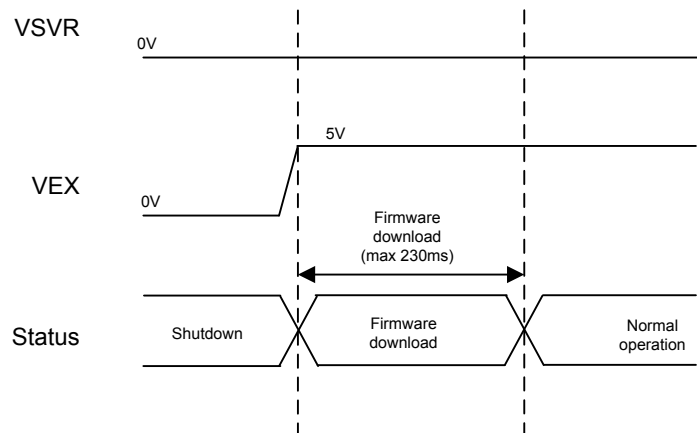 VSVR
0V
5V
VEX
0V
Firmware
download
(max 230ms)
Status
Shutdown
Firmware
download
Normal
operation